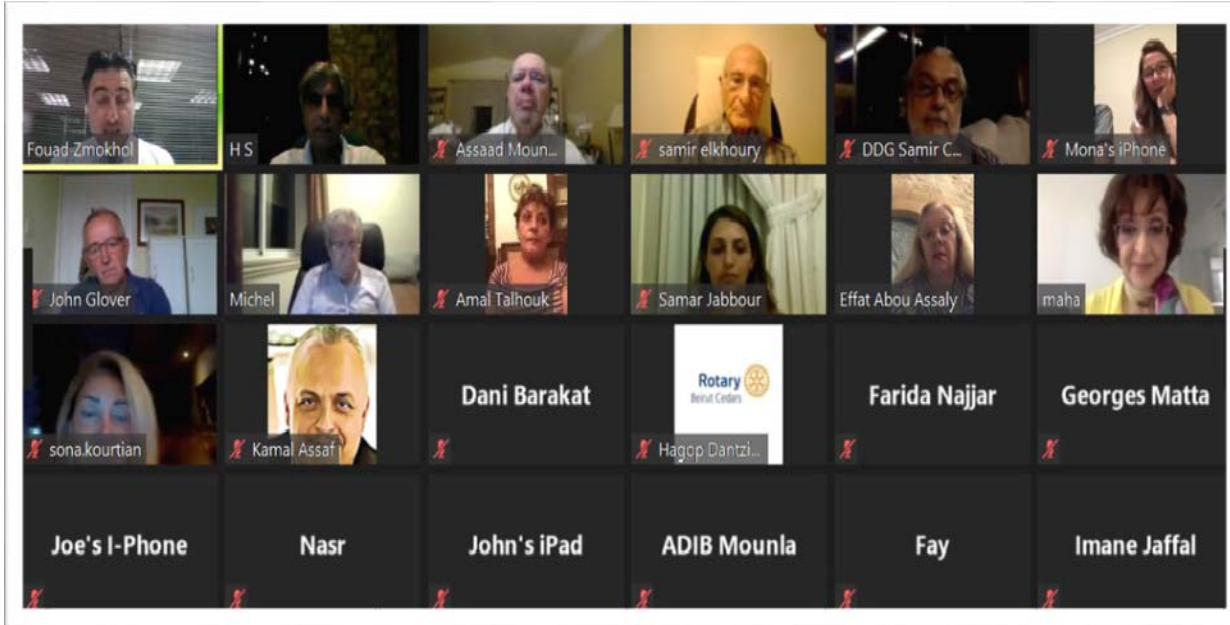 Fouad Zmokhol
H S
Assaad Moun...
samir elkhoury
DDG Samir C...
Mona's iPhone
John Glover
Michel
Amal Talhouk
Samar Jabbour
Effat Abou Assaly
maha
sona.kourtian
Kamal Assaf
Dani Barakat
Rotary
Beirut Cedars
Hagop Dantzi...
Farida Najjar
Georges Matta
Joe's I-Phone
Nasr
John's iPad
ADIB Mounla
Fay
Imane Jaffal